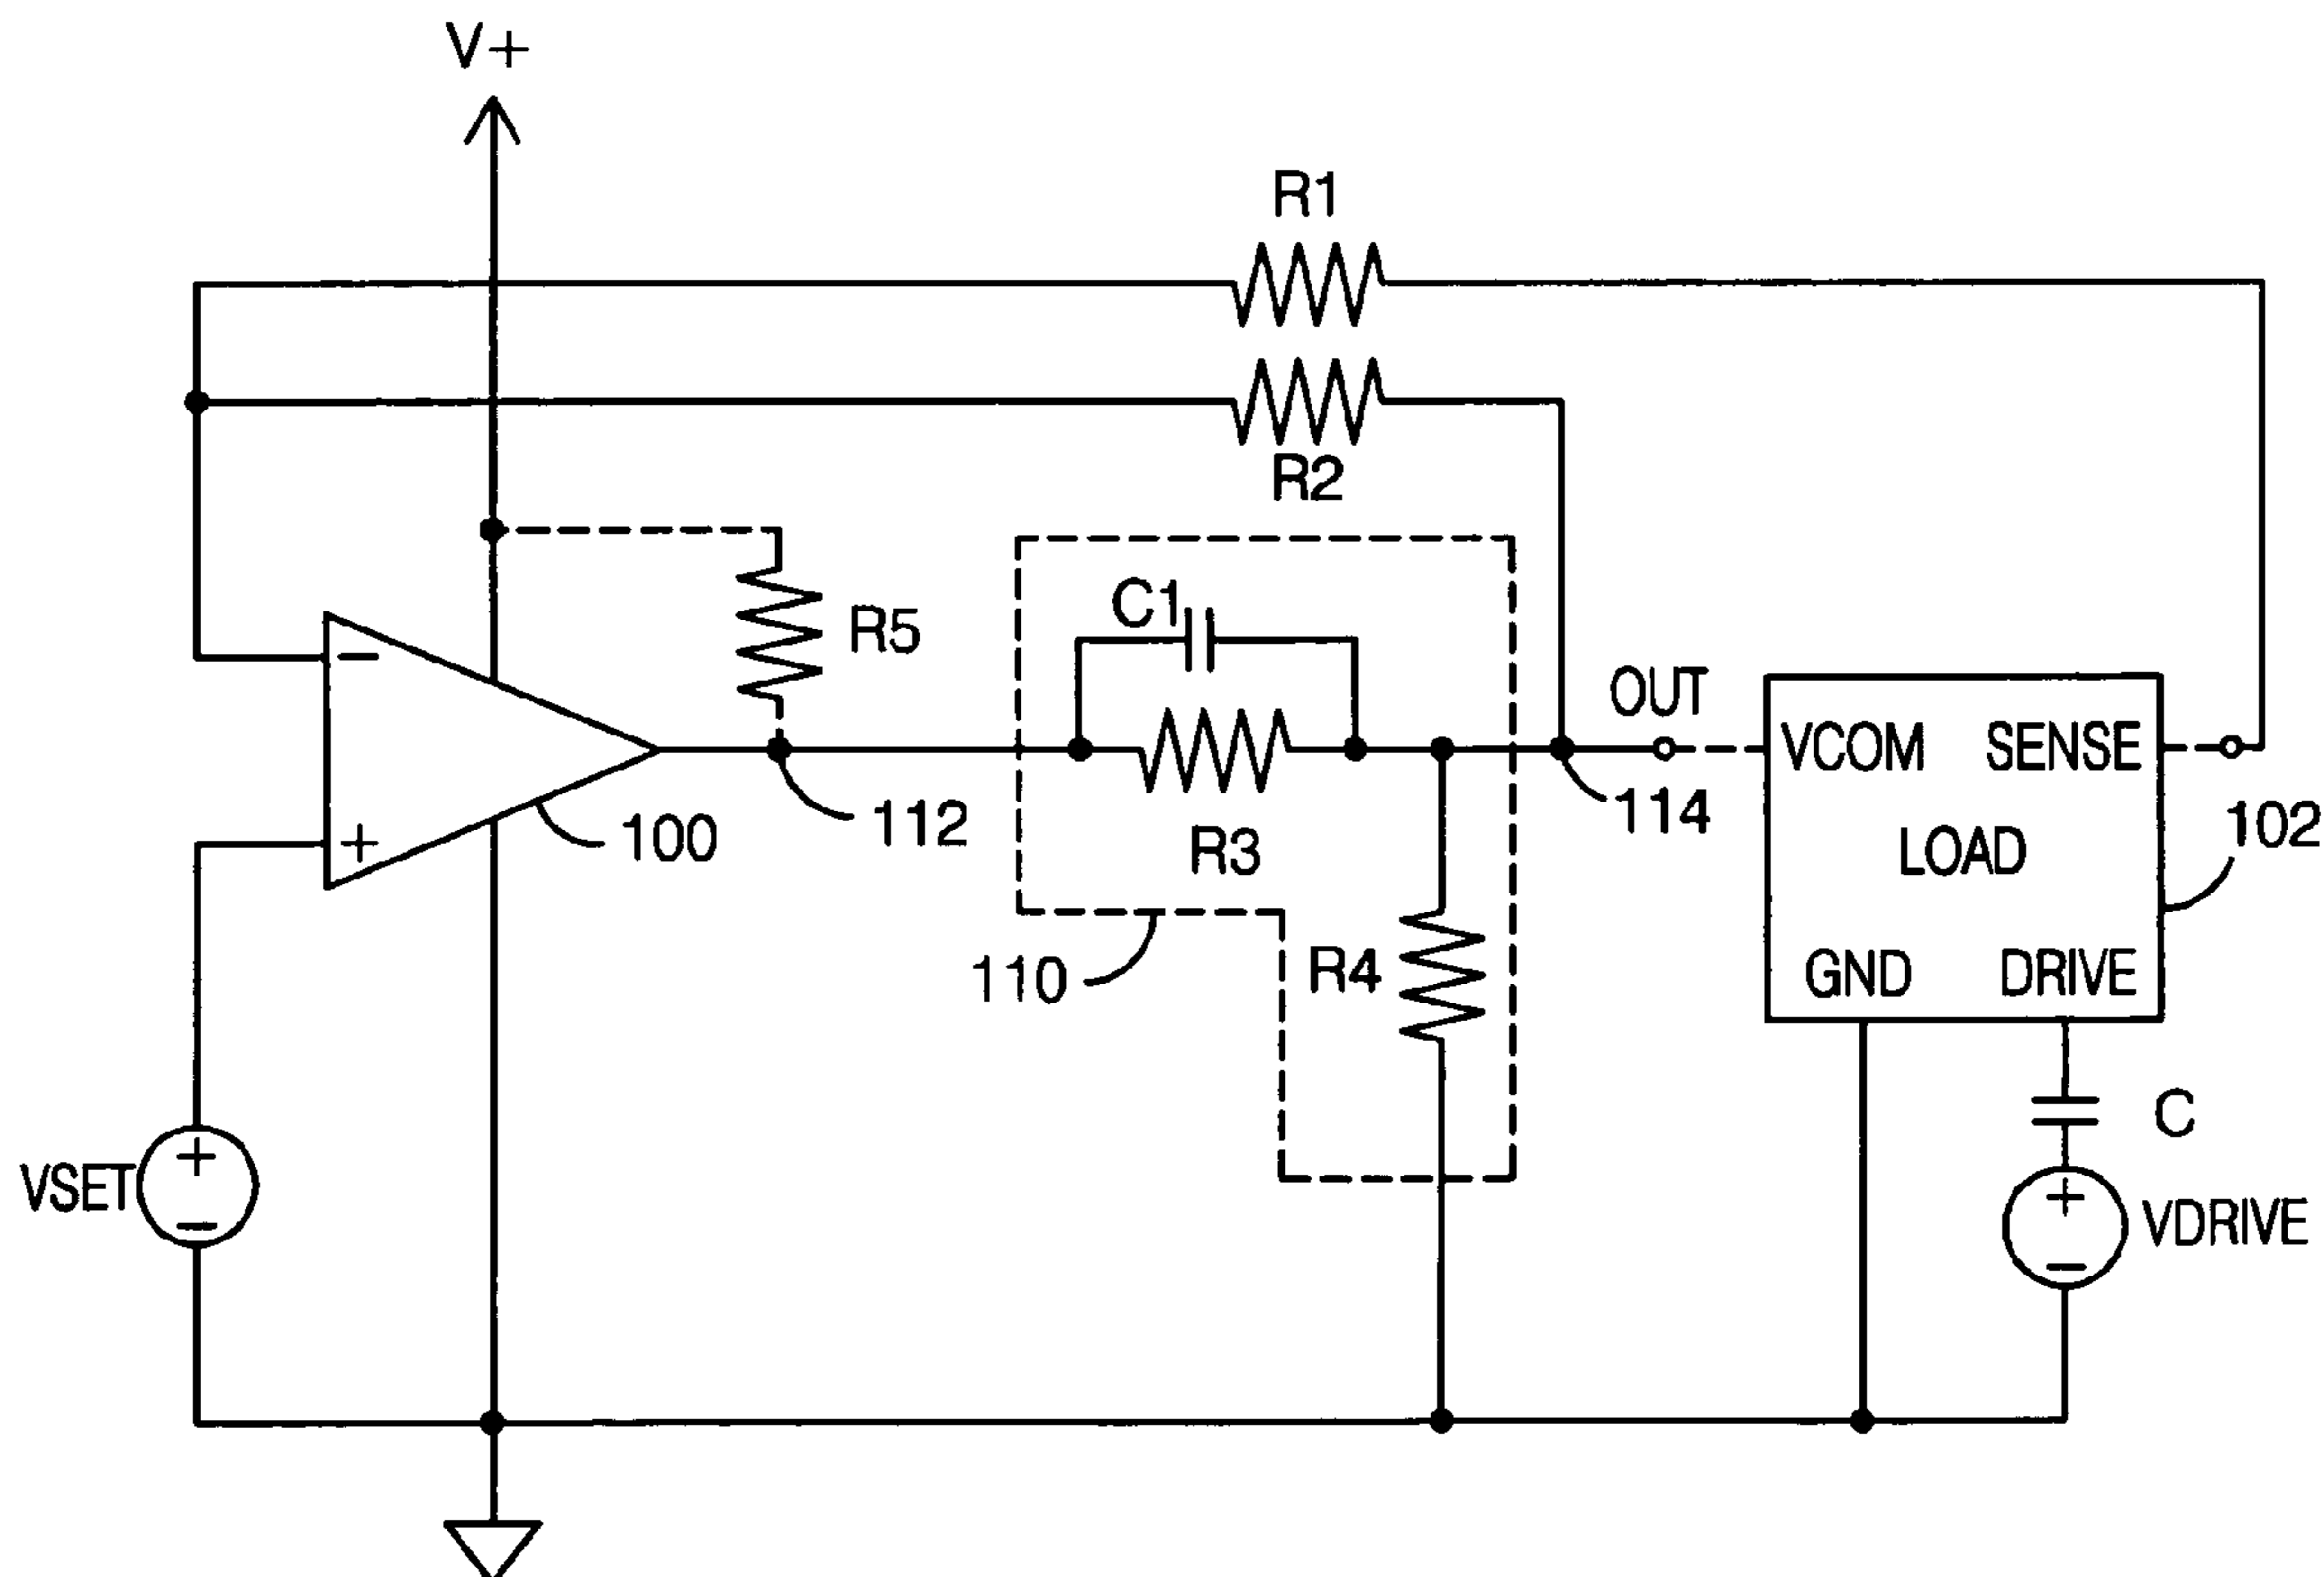 V+
R1
R2
C1
R5
OUT
VCOM SENSE
-
112
114
100
+
R3
LOAD
102
110
R4
GND DRIVE
C
+
VSET
-
+
VDRIVE
-